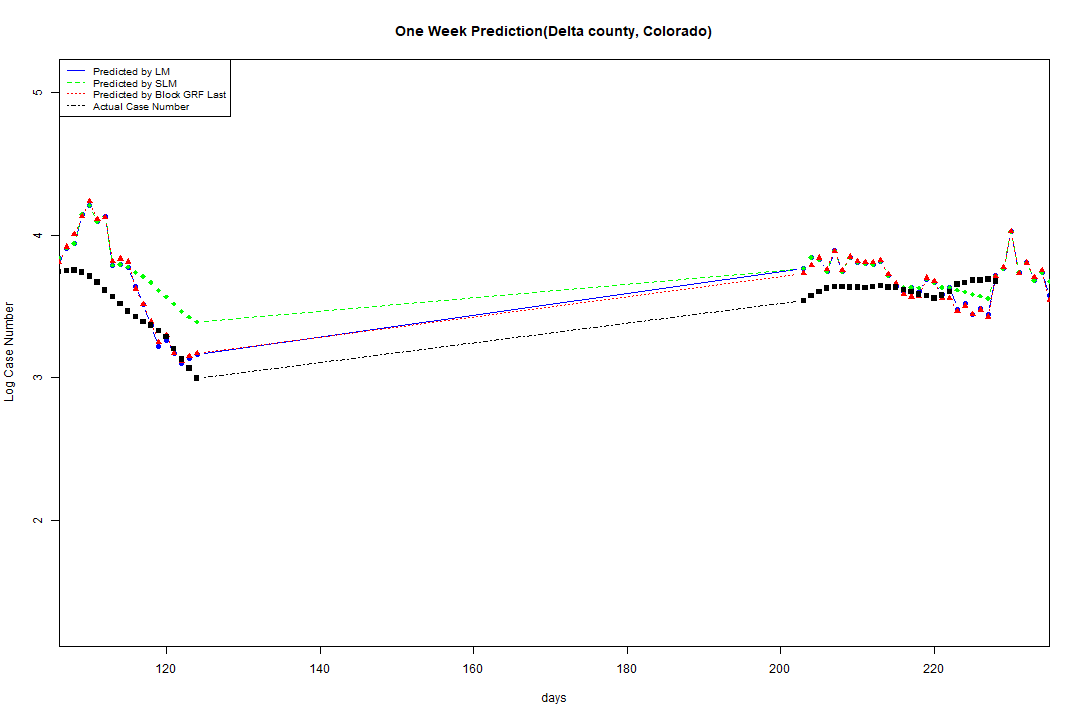 One Week Prediction(Delta county, Colorado)
Predicted by LM
Predicted by SLM
Predicted by Block GRF Last
Actual Case Number
5
4
3
2
Log Case Number
120 140 160 180 200 220
days